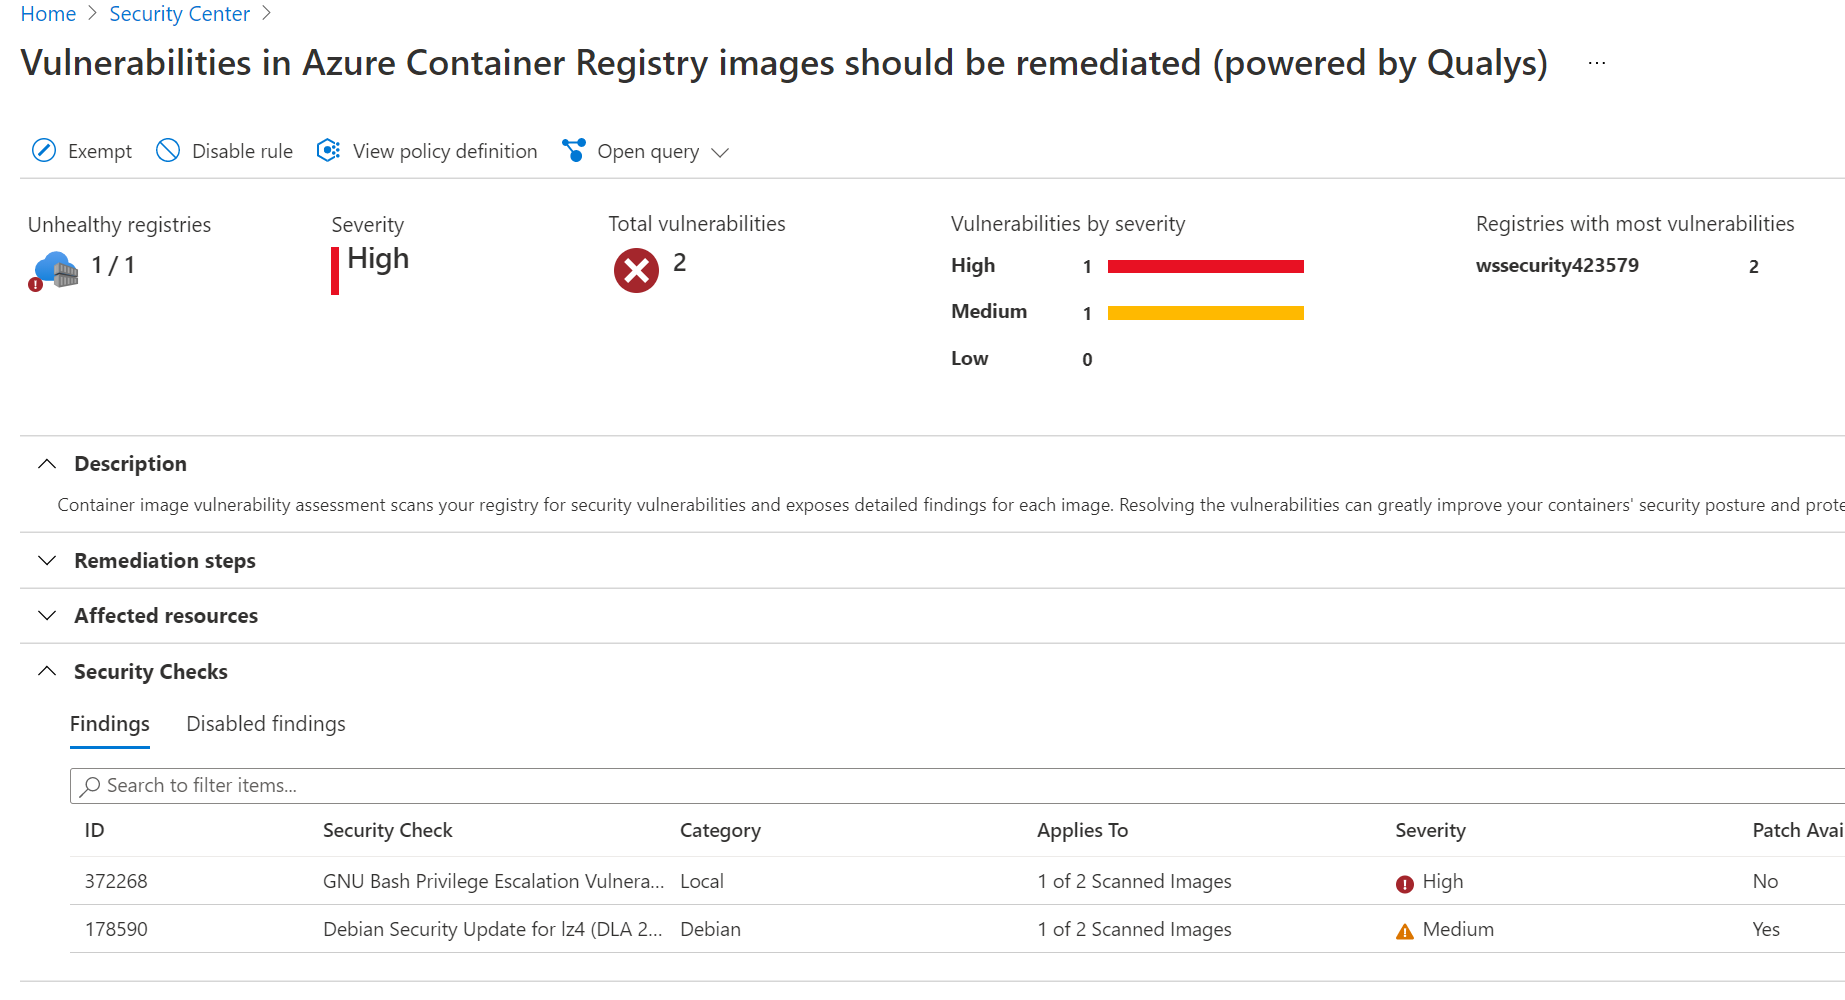 Home > Security Center >
Vulnerabilities in Azure Container Registry images should be remediated (powered by Qualys) ...
Exempt Disable rule View policy definition Open query
Unhealthy registries Severity Total vulnerabilities Vulnerabilities by severity Registries with most vulnerabilities
1 / 1 High 2 High 1 wssecurity423579 2
Medium 1
Low 0
Description
Container image vulnerability assessment scans your registry for security vulnerabilities and exposes detailed findings for each image. Resolving the vulnerabilities can greatly improve your containers' security posture and prote
Remediation steps
Affected resources
Security Checks
Findings Disabled findings
Search to filter items...
ID Security Check Category Applies To Severity Patch Avai
372268 GNU Bash Privilege Escalation Vulnera... Local 1 of 2 Scanned Images High No
178590 Debian Security Update for lz4 (DLA 2... Debian 1 of 2 Scanned Images Medium Yes